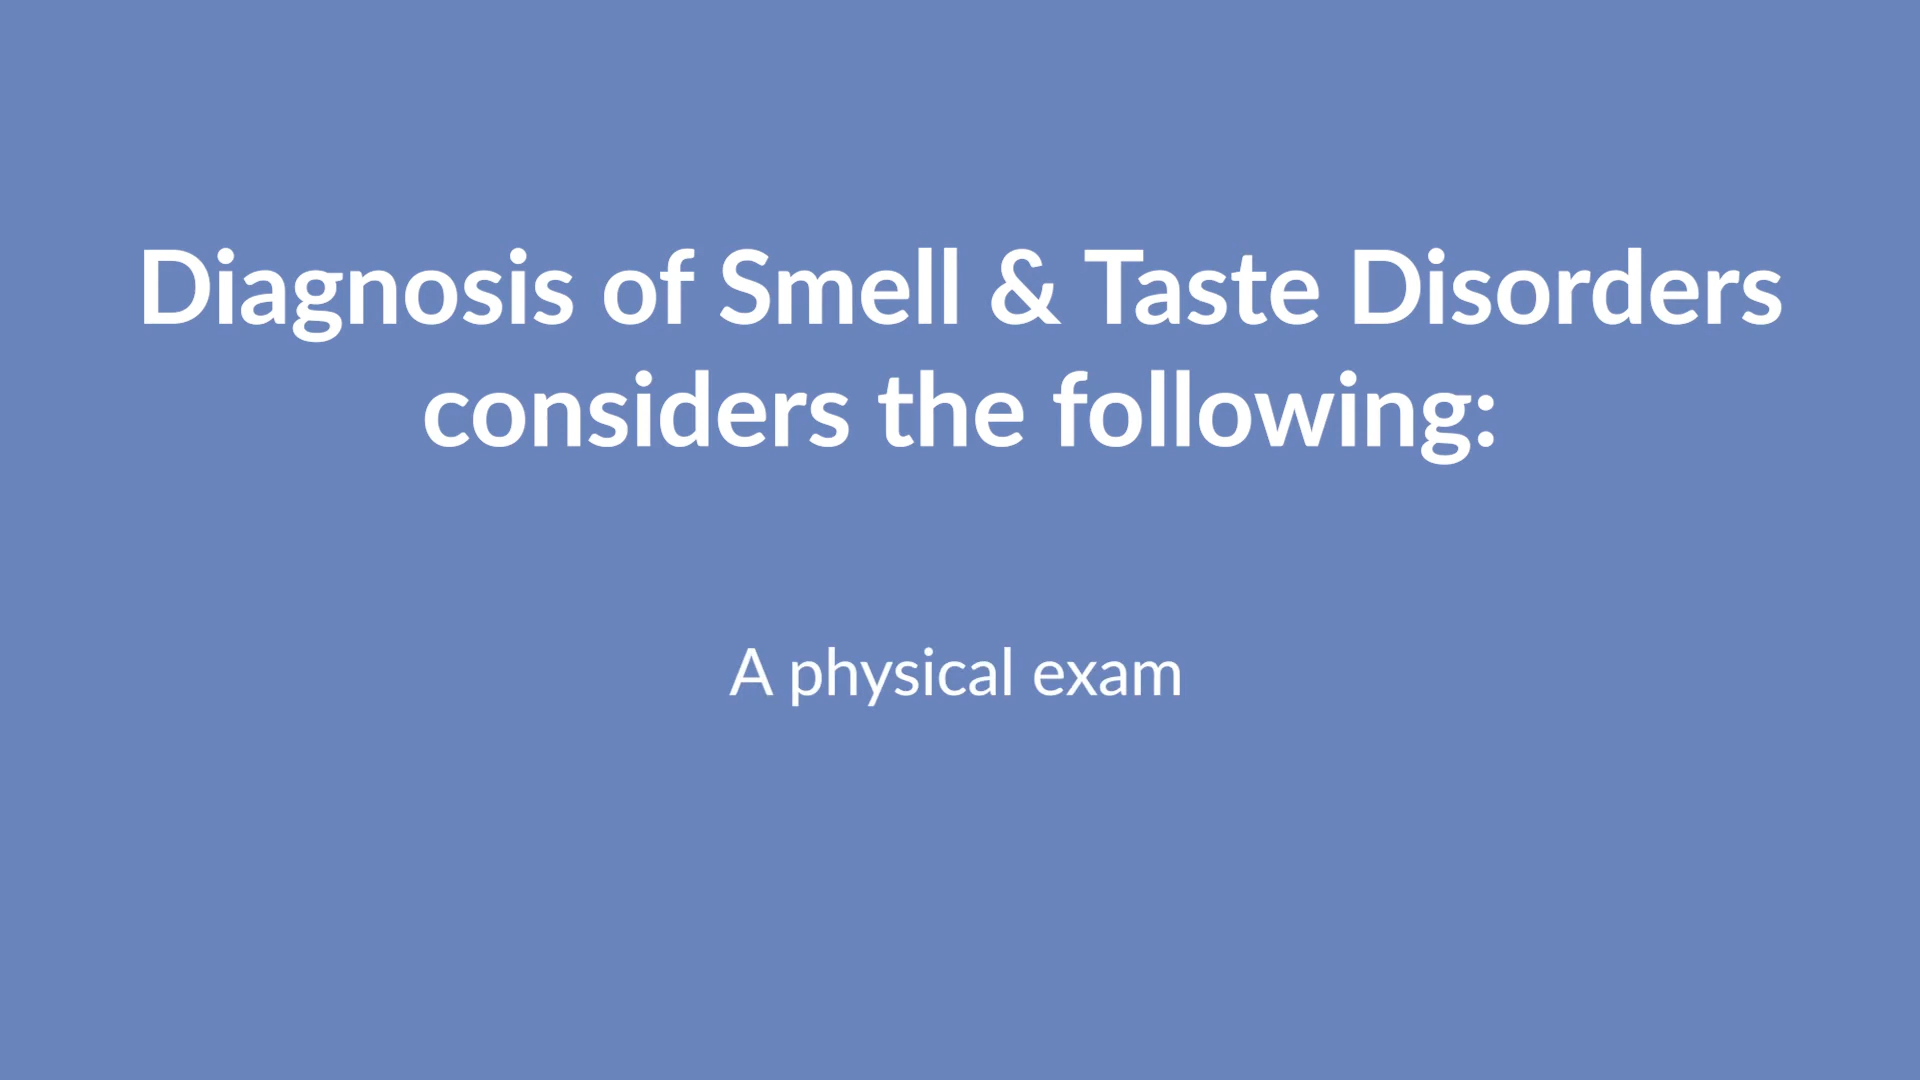 Diagnosis of Smell & Taste Disorders
considers the following:
A physical exam